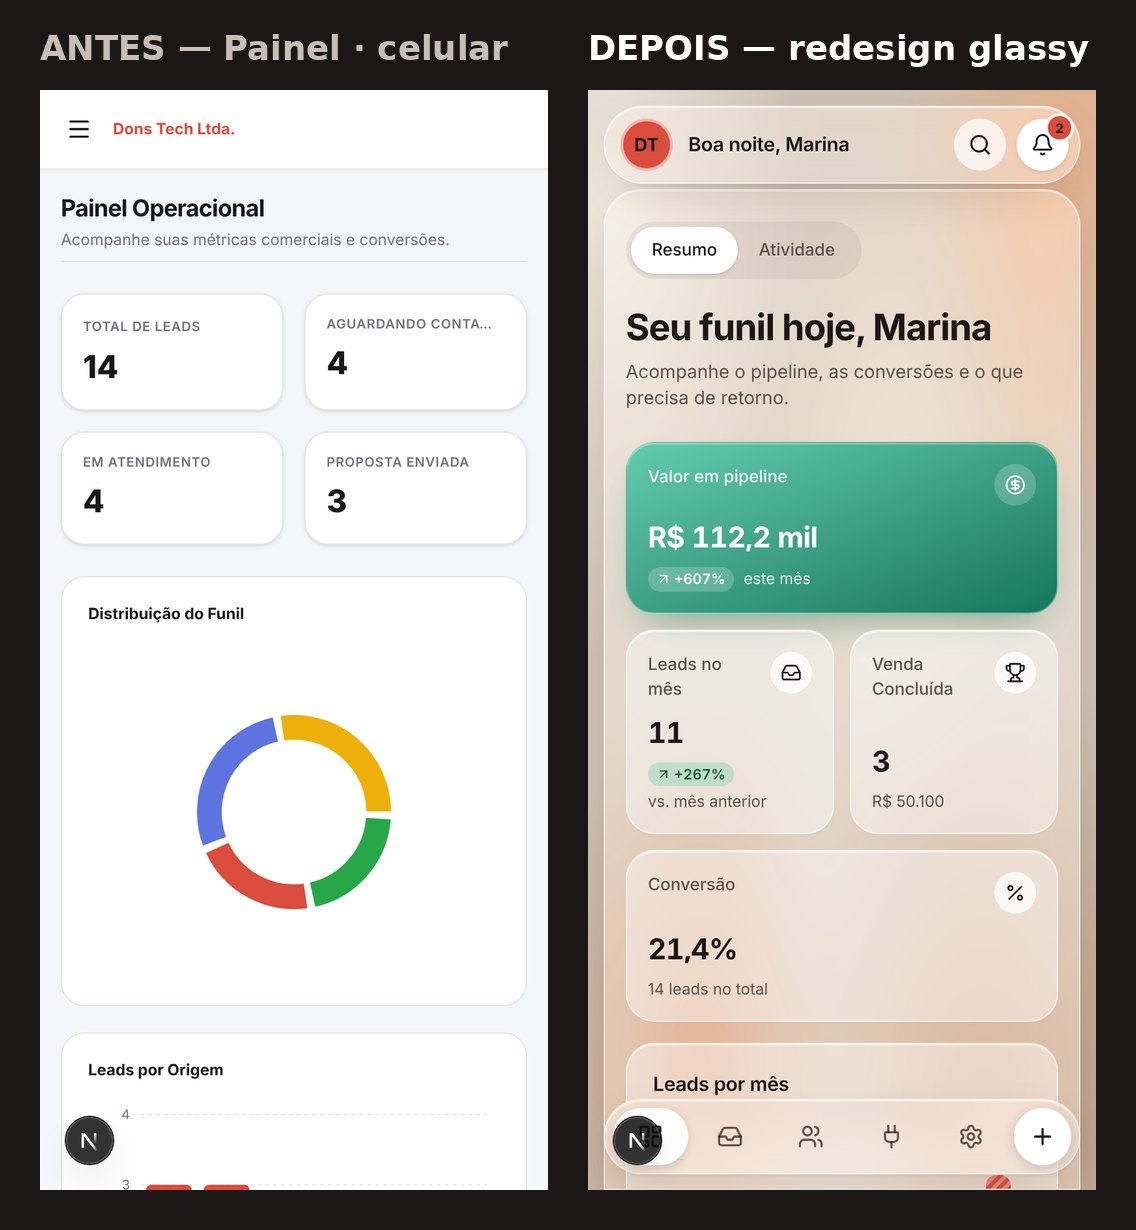 ANTES — Painel · celular
Dons Tech Ltda.
Painel Operacional
Acompanhe suas métricas comerciais e conversões.
TOTAL DE LEADS
14
AGUARDANDO CONTA...
4
EM ATENDIMENTO
4
PROPOSTA ENVIADA
3
Distribuição do Funil
Leads por Origem
4
3
N
DEPOIS — redesign glassy
DT
Boa noite, Marina
2
Resumo
Atividade
Seu funil hoje, Marina
Acompanhe o pipeline, as conversões e o que
precisa de retorno.
Valor em pipeline
R$ 112,2 mil
+607% este mês
Leads no
mês
11
+267%
vs. mês anterior
Venda
Concluída
3
R$ 50.100
Conversão
%
21,4%
14 leads no total
Leads por mês
N